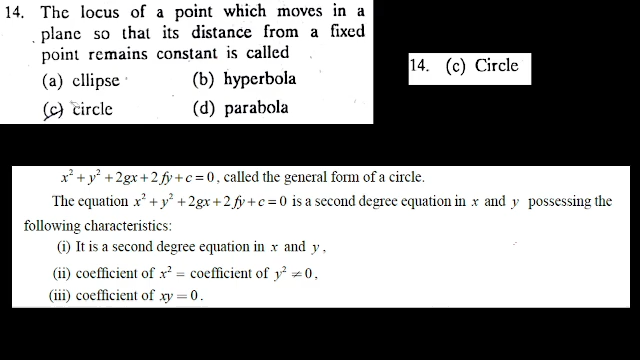 14. The locus of a point which moves in a
plane so that its distance from a fixed
point remains constant is called
(a) ellipse (b) hyperbola
(c) circle (d) parabola
14. (c) Circle
x² + y² + 2gx + 2fy + c = 0, called the general form of a circle.
The equation x² + y² + 2gx + 2fy + c = 0 is a second degree equation in x and y possessing the
following characteristics:
(i) It is a second degree equation in x and y,
(ii) coefficient of x² = coefficient of y² ≠ 0,
(iii) coefficient of xy = 0.